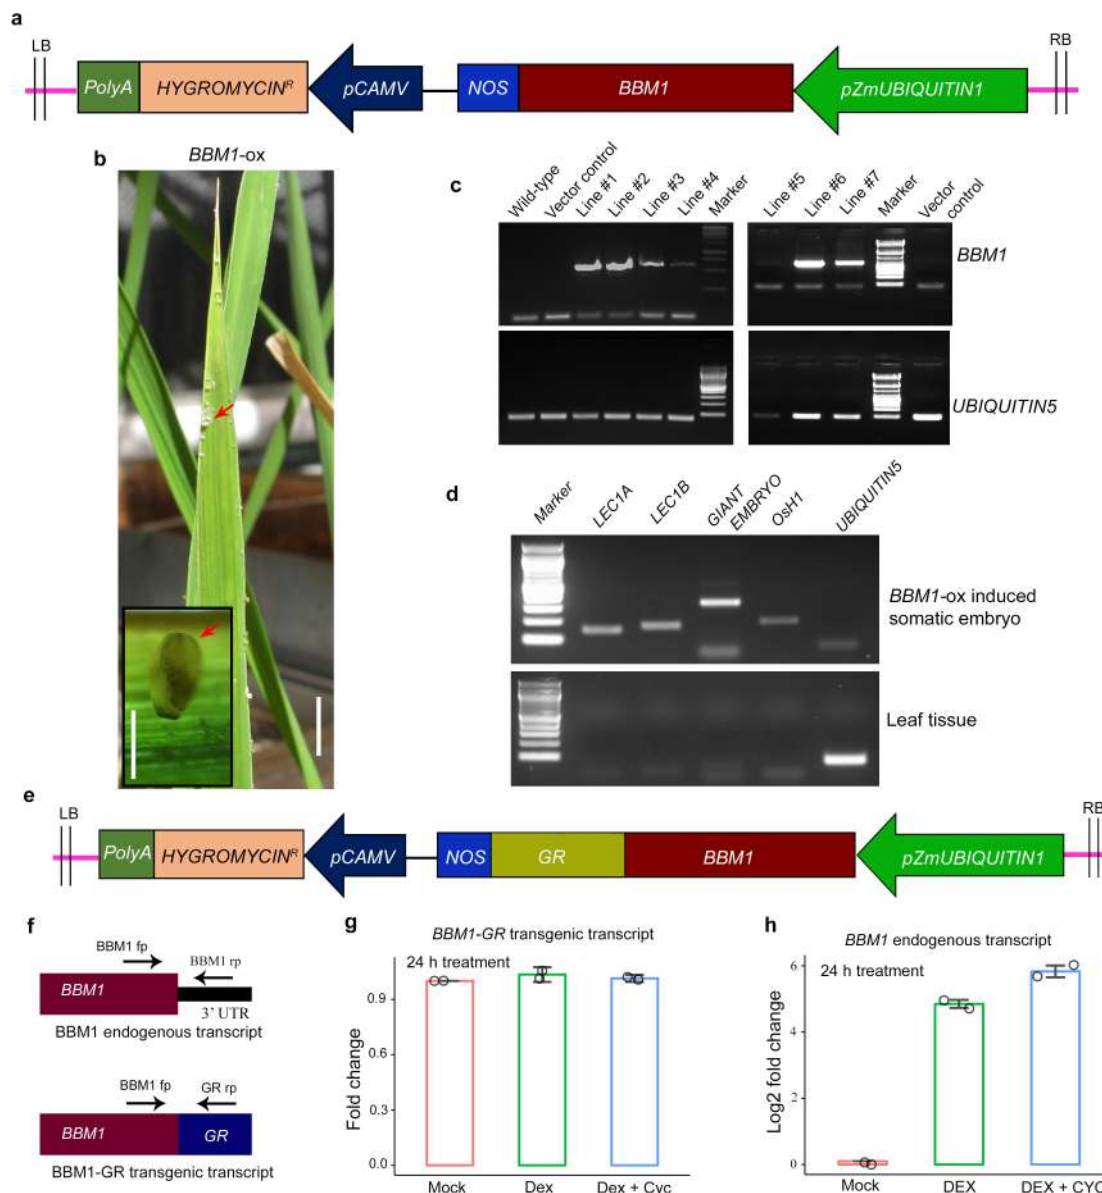 a
LB
RB
PolyA
HYGROMYCINᴿ
pCAMV
NOS
BBM1
pZmUBIQUITIN1
b
BBM1-ox
c
Wild-type
Vector control
Line #1
Line #2
Line #3
Line #4
Marker
Line #5
Line #6
Line #7
Marker
Vector
control
BBM1
UBIQUITIN5
d
Marker
LEC1A
LEC1B
GIANT
EMBRYO
OsH1
UBIQUITIN5
BBM1-ox induced
somatic embryo
Leaf tissue
e
LB
RB
PolyA
HYGROMYCINᴿ
pCAMV
NOS
GR
BBM1
pZmUBIQUITIN1
f
BBM1 fp
BBM1 rp
BBM1
3' UTR
BBM1 endogenous transcript
BBM1 fp
GR rp
BBM1
GR
BBM1-GR transgenic transcript
g
BBM1-GR transgenic transcript
24 h treatment
Fold change
0.9
0.6
0.3
0.0
Mock
Dex
Dex + Cyc
h
BBM1 endogenous transcript
24 h treatment
Log2 fold change
6
4
2
0
Mock
DEX
DEX + CYC